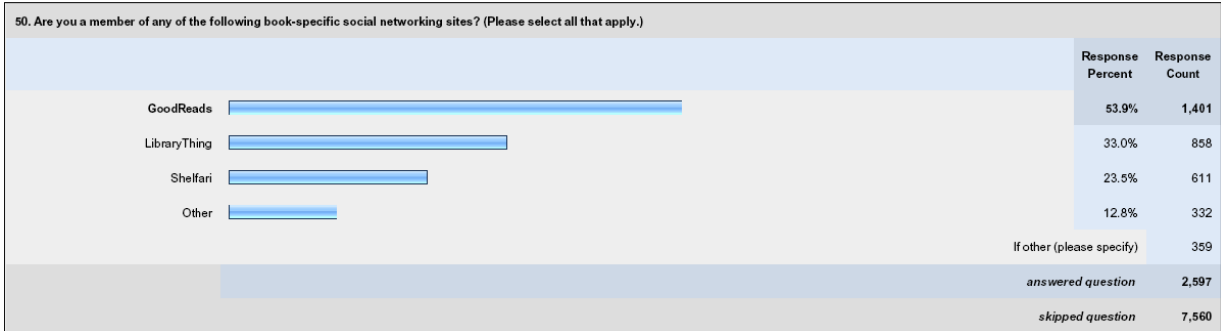 50. Are you a member of any of the following book-specific social networking sites? (Please select all that apply.)
Response Percent
Response Count
GoodReads 53.9% 1,401
LibraryThing 33.0% 858
Shelfari 23.5% 611
Other 12.8% 332
If other (please specify) 359
answered question 2,597
skipped question 7,560